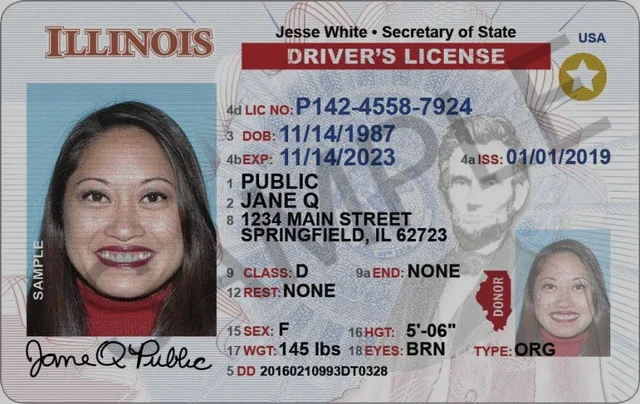 ILLINOIS
Jesse White • Secretary of State
USA
DRIVER'S LICENSE
4d LIC NO: P142-4558-7924
3 DOB: 11/14/1987
4b EXP: 11/14/2023 4a ISS: 01/01/2019
1 PUBLIC
2 JANE Q
8 1234 MAIN STREET
SPRINGFIELD, IL 62723
9 CLASS: D 9a END: NONE
12 REST: NONE
15 SEX: F 16 HGT: 5'-06"
17 WGT: 145 lbs 18 EYES: BRN TYPE: ORG
5 DD 20160210993DT0328
SAMPLE
DONOR
Jane Q Public
SAMPLE